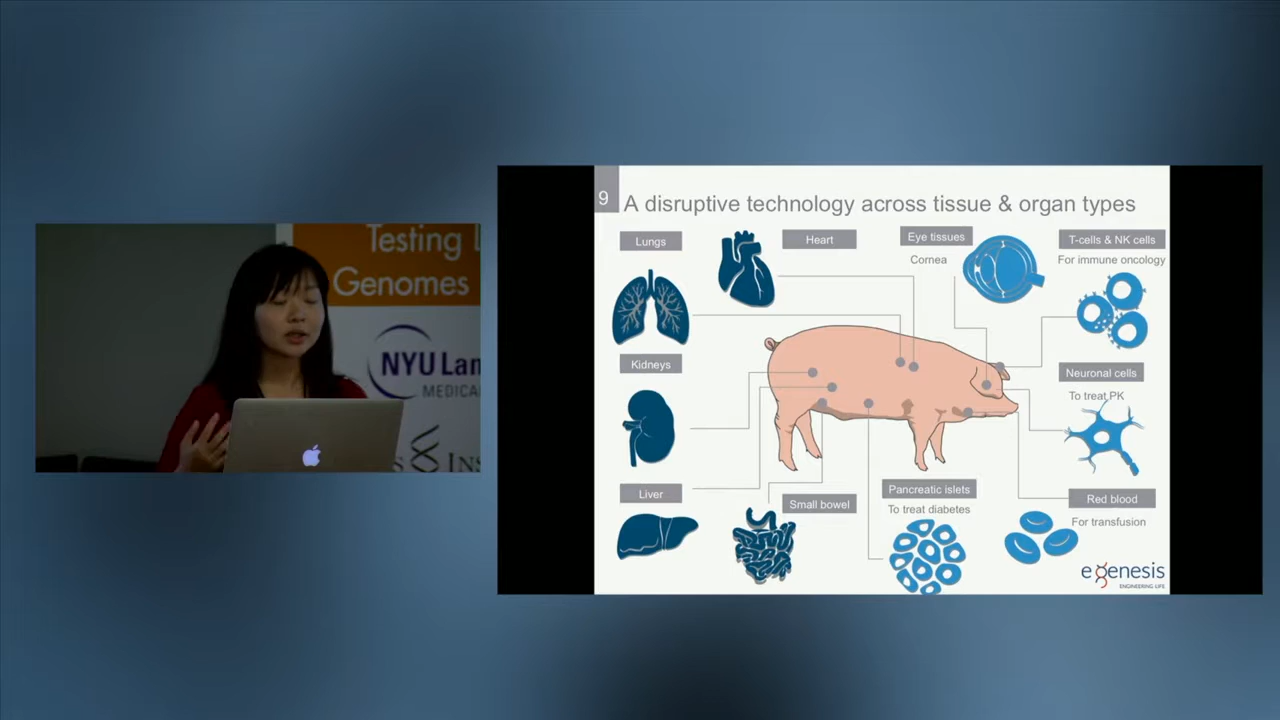 Testing
Genomes
NYU Lan
MEDICA
9
A disruptive technology across tissue & organ types
Lungs
Heart
Eye tissues
Cornea
T-cells & NK cells
For immune oncology
Kidneys
Neuronal cells
To treat PK
Liver
Small bowel
Pancreatic islets
To treat diabetes
Red blood
For transfusion
egenesis
ENGINEERING LIFE